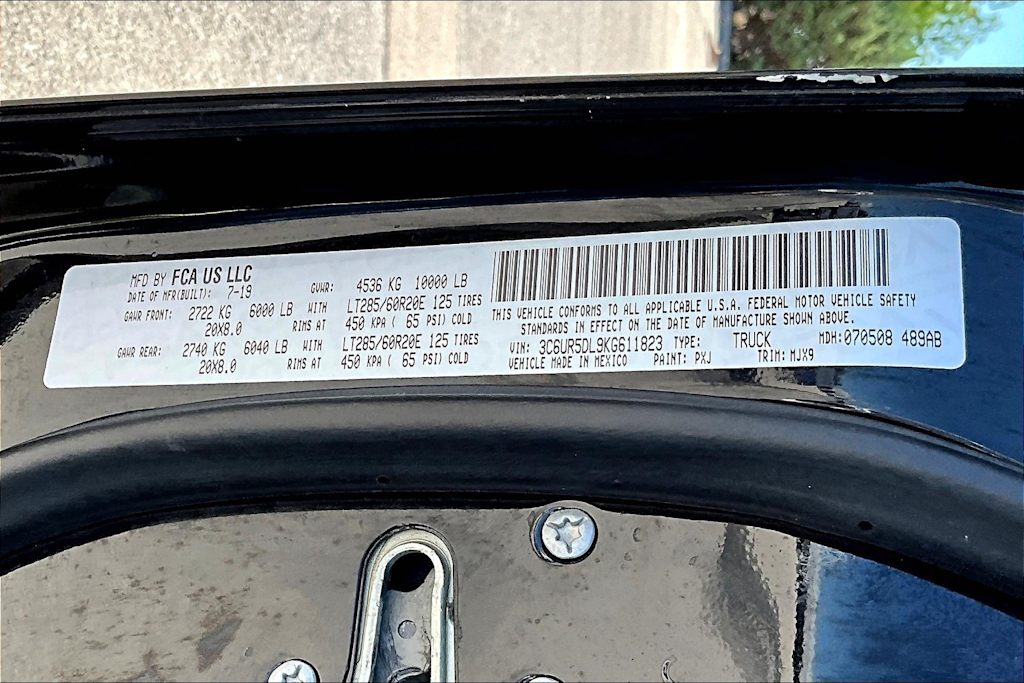 MFD BY FCA US LLC
DATE OF MFR(BUILT): 7-19 GVWR: 4536 KG 10000 LB
GAWR FRONT: 2722 KG 6000 LB WITH LT285/60R20E 125 TIRES
20X8.0 RIMS AT 450 KPA ( 65 PSI) COLD
GAWR REAR: 2740 KG 6040 LB WITH LT285/60R20E 125 TIRES
20X8.0 RIMS AT 450 KPA ( 65 PSI) COLD
THIS VEHICLE CONFORMS TO ALL APPLICABLE U.S.A. FEDERAL MOTOR VEHICLE SAFETY
STANDARDS IN EFFECT ON THE DATE OF MANUFACTURE SHOWN ABOVE.
VIN: 3C6UR5DL9KG611823 TYPE: TRUCK MDH: 070508 489AB
VEHICLE MADE IN MEXICO PAINT: PXJ TRIM: MJX9